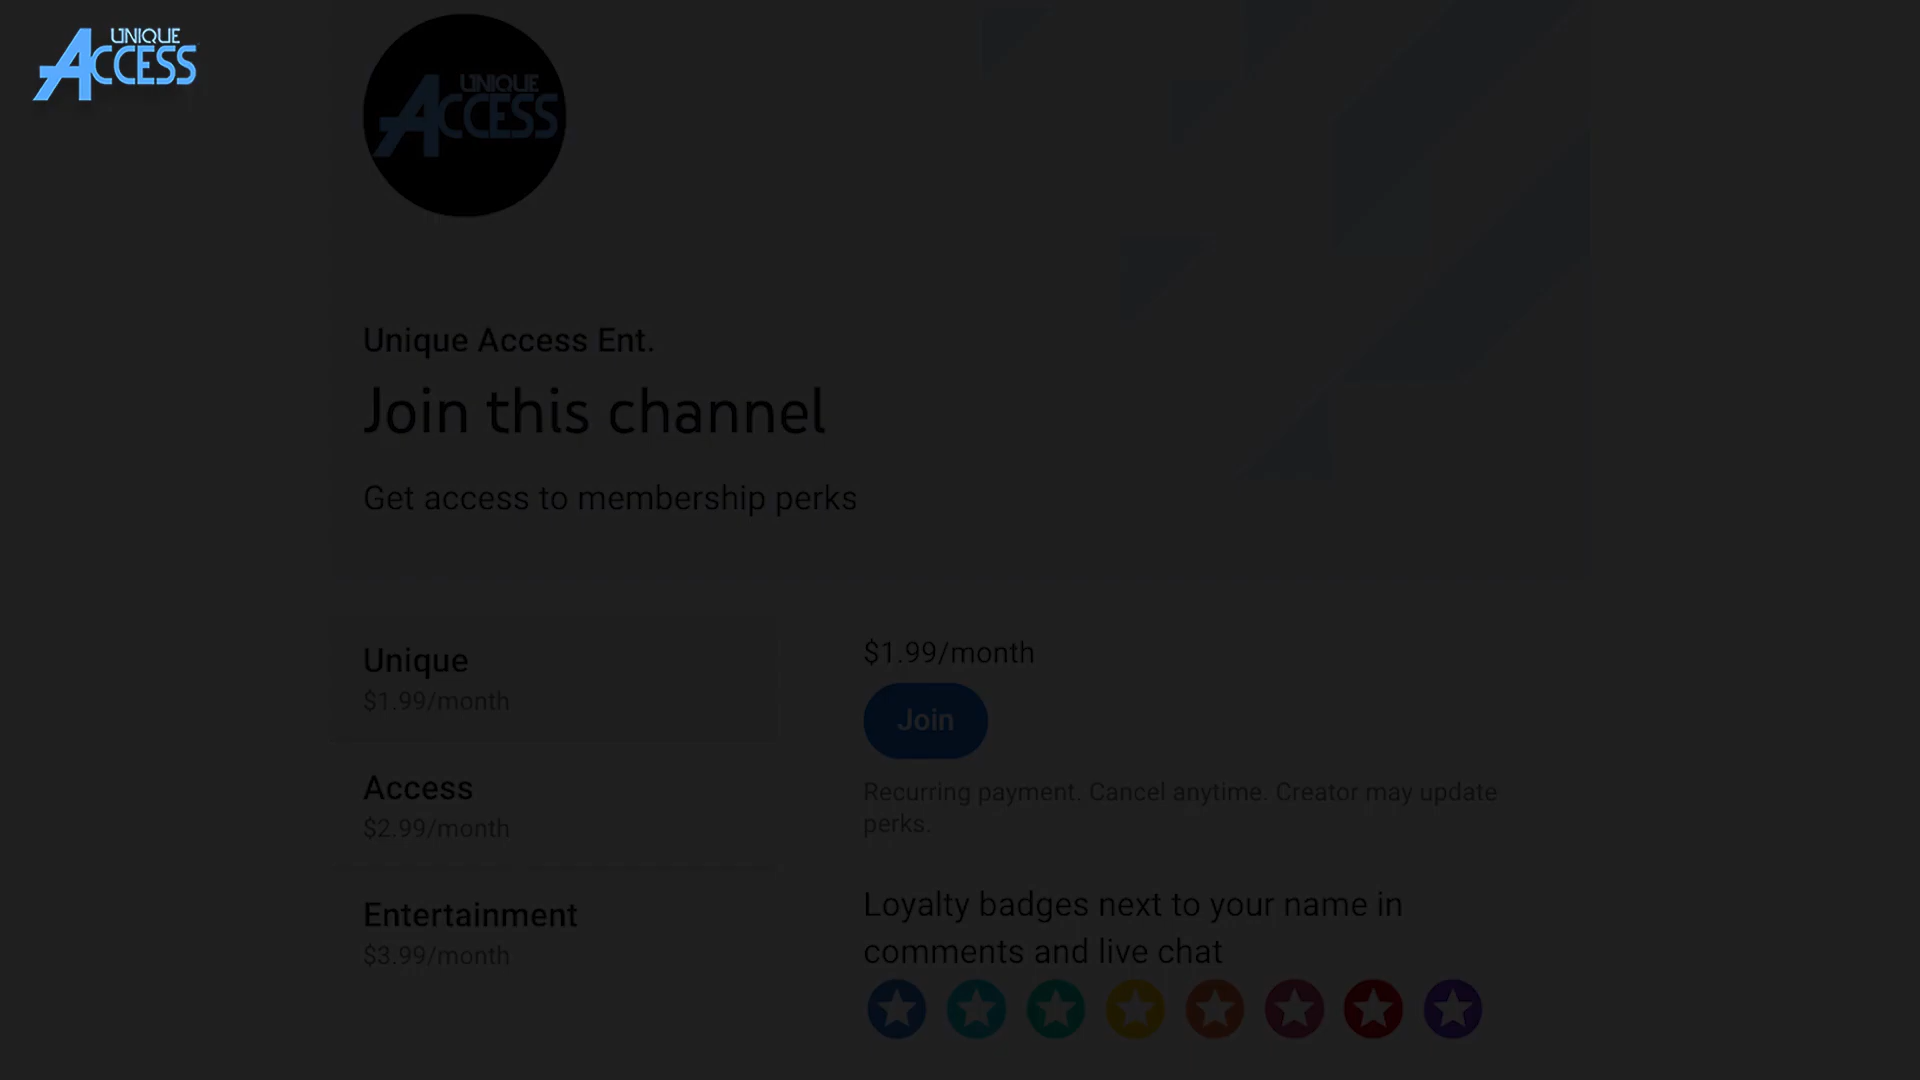 UNIQUE
ACCESS
UNIQUE
ACCESS
Unique Access Ent.
Join this channel
Get access to membership perks
Unique
$1.99/month
Access
$2.99/month
Entertainment
$3.99/month
$1.99/month
Join
Recurring payment. Cancel anytime. Creator may update
perks.
Loyalty badges next to your name in
comments and live chat